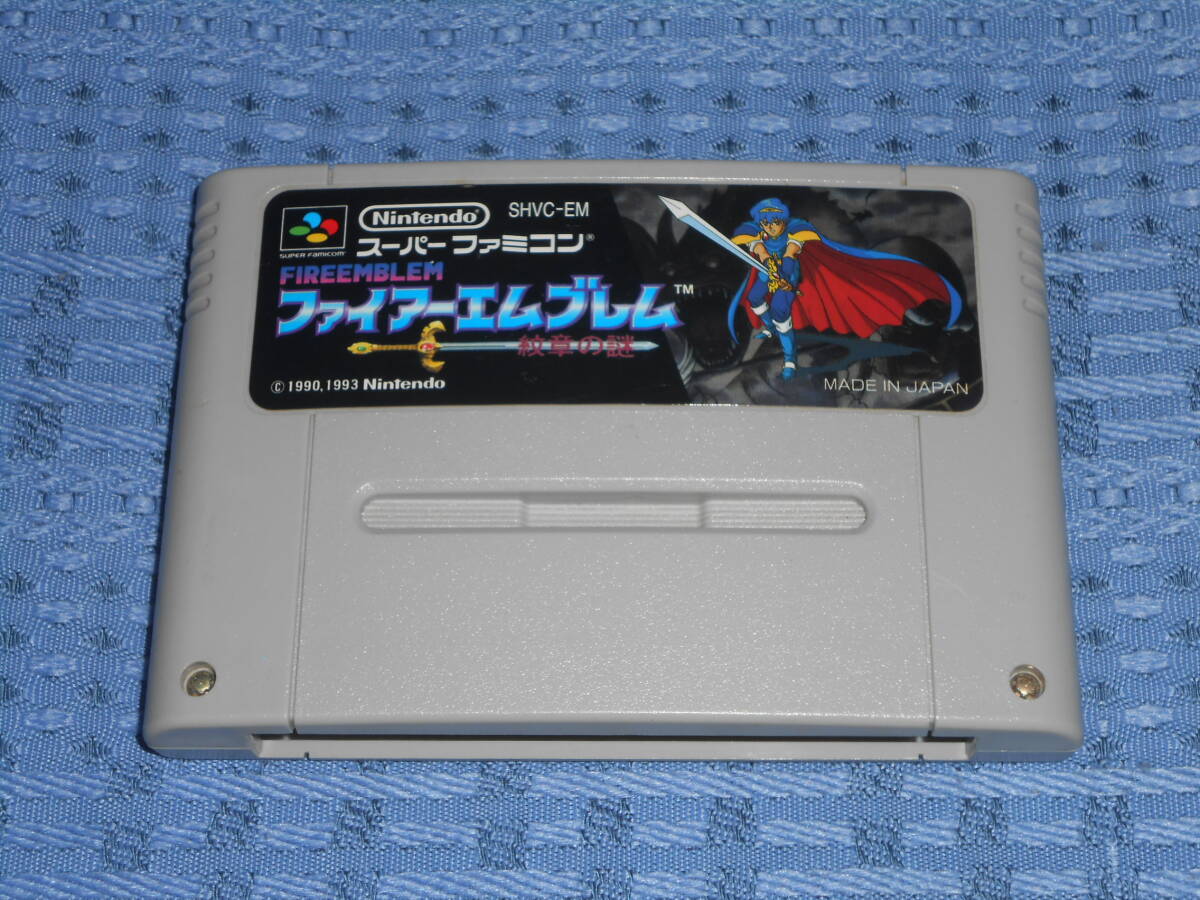 Nintendo® SHVC-EM
SUPER FAMICOM
スーパーファミコン®
FIREEMBLEM
ファイアーエムブレム™
紋章の謎
© 1990,1993 Nintendo
MADE IN JAPAN